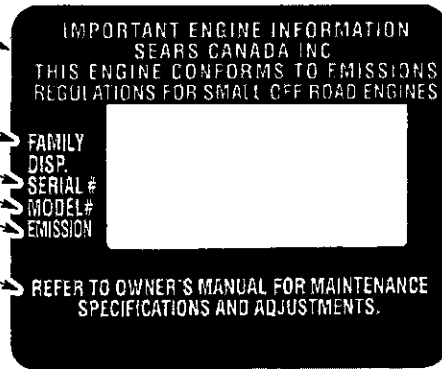 IMPORTANT ENGINE INFORMATION
SEARS CANADA INC
THIS ENGINE CONFORMS TO EMISSIONS
REGULATIONS FOR SMALL OFF ROAD ENGINES
FAMILY
DISP.
SERIAL #
MODEL#
EMISSION
REFER TO OWNER'S MANUAL FOR MAINTENANCE
SPECIFICATIONS AND ADJUSTMENTS.